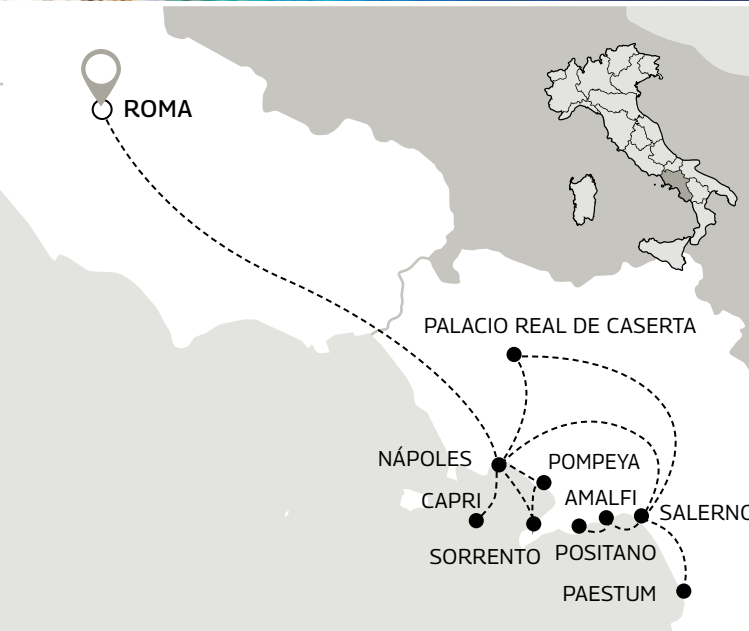 ROMA
PALACIO REAL DE CASERTA
NÁPOLES
POMPEYA
CAPRI
AMALFI
SALERNO
SORRENTO
POSITANO
PAESTUM